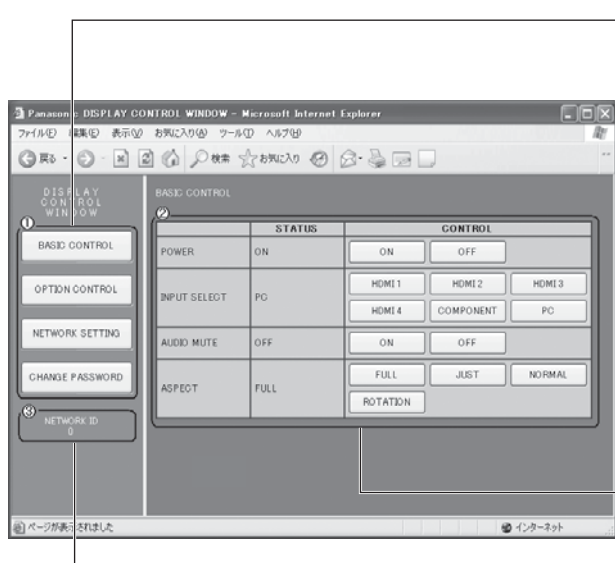 Panasonic DISPLAY CONTROL WINDOW - Microsoft Internet Explorer
ファイル(F) 編集(E) 表示(V) お気に入り(A) ツール(T) ヘルプ(H)
戻る 検索 お気に入り
DISPLAY
CONTROL
WINDOW
①
BASIC CONTROL
OPTION CONTROL
NETWORK SETTING
CHANGE PASSWORD
③
NETWORK ID
0
BASIC CONTROL
②
STATUS CONTROL
POWER ON ON OFF
INPUT SELECT PC HDMI 1 HDMI 2 HDMI 3
HDMI 4 COMPONENT PC
AUDIO MUTE OFF ON OFF
ASPECT FULL FULL JUST NORMAL
ROTATION
ページが表示されました インターネット